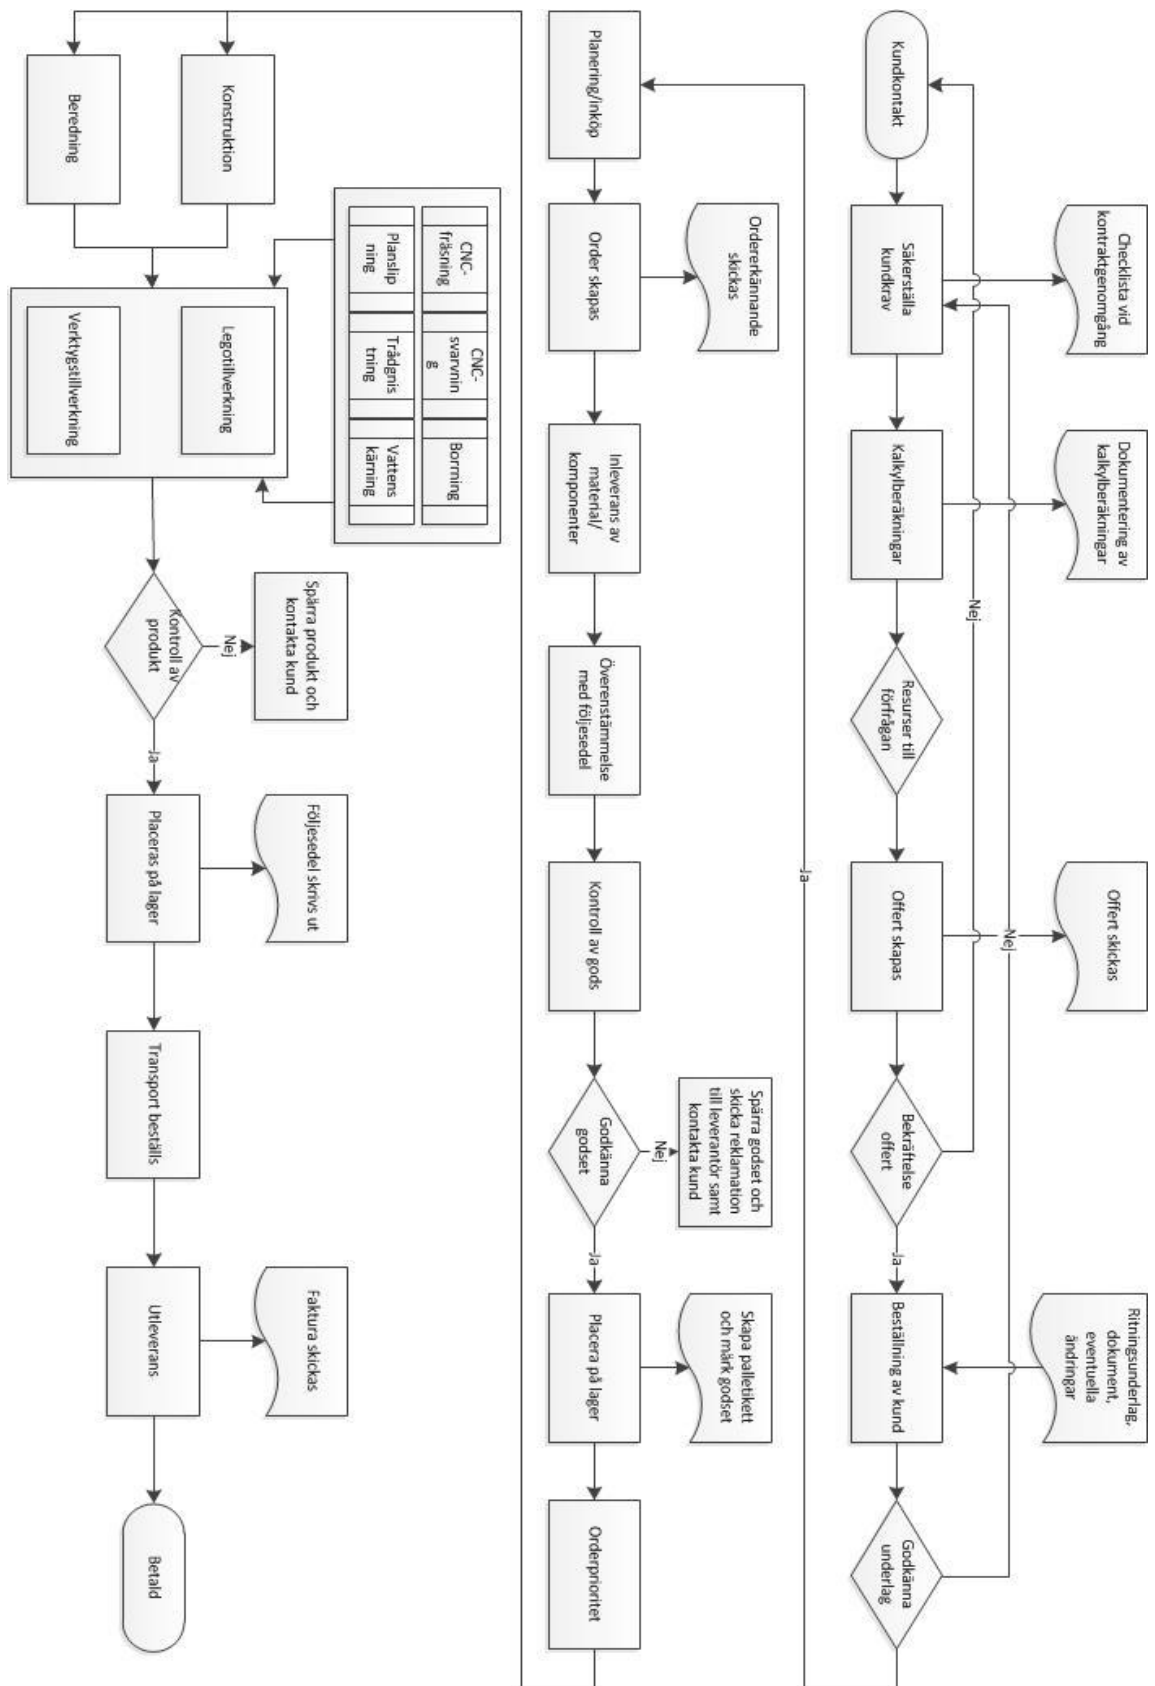 Checklista vid
kontraktgenomgång
Dokumentering av
kalkylberäkningar
Offert skickas
Ritningsunderlag,
dokument,
eventuella
ändringar
Nej
Nej
Kundkontakt
Säkerställa
kundkrav
Kalkylberäkningar
Resurser till
förfrågan
Offert skapas
Bekräftelse
offert
Ja
Beställning av kund
Godkänna
underlag
Ja
Ordererkännande
skickas
Spärra godset och
skicka reklamation
till leverantör samt
kontakta kund
Nej
Skapa palletikett
och märk godset
Planering/inköp
Order skapas
Inleverans av
material/
komponenter
Överenstämmelse
med följesedel
Kontroll av gods
Godkänna
godset
Ja
Placera på lager
Orderprioritet
CNC-
fräsning
CNC-
svarvnin
g
Borrning
Planslip
ning
Trådgnis
tning
Vattens
kärning
Konstruktion
Beredning
Legotillverkning
Verktygstillverkning
Spärra produkt och
kontakta kund
Nej
Kontroll av
produkt
Ja
Följesedel skrivs ut
Placeras på lager
Transport beställs
Faktura skickas
Utleverans
Betald